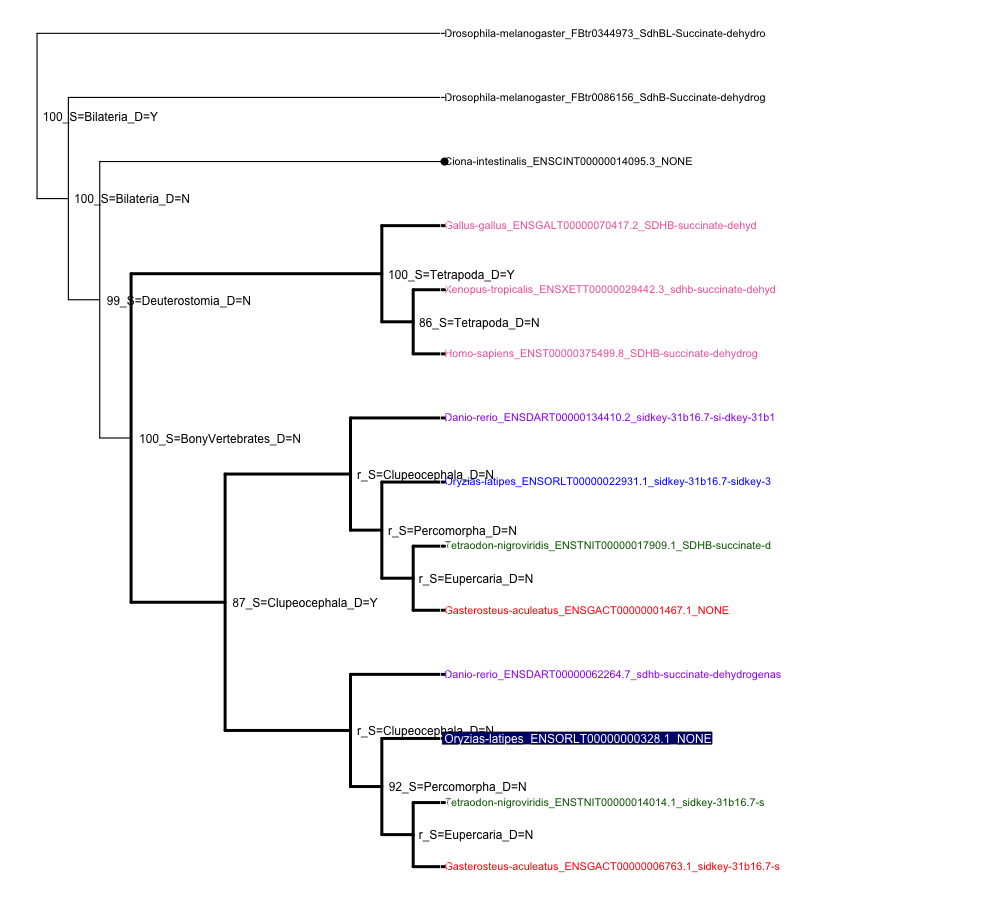 Drosophila-melanogaster_FBtr0344973_SdhBL-Succinate-dehydro
Drosophila-melanogaster_FBtr0086156_SdhB-Succinate-dehydrog
100_S=Bilateria_D=Y
Ciona-intestinalis_ENSCINT00000014095.3_NONE
100_S=Bilateria_D=N
Gallus-gallus_ENSGALT00000070417.2_SDHB-succinate-dehyd
100_S=Tetrapoda_D=Y
Xenopus-tropicalis_ENSXETT00000029442.3_sdhb-succinate-dehyd
99_S=Deuterostomia_D=N
86_S=Tetrapoda_D=N
Homo-sapiens_ENST00000375499.8_SDHB-succinate-dehydrog
Danio-rerio_ENSDART00000134410.2_sidkey-31b16.7-si-dkey-31b1
100_S=BonyVertebrates_D=N
r_S=Clupeocephala_D=N
Oryzias-latipes_ENSORLT00000022931.1_sidkey-31b16.7-sidkey-3
r_S=Percomorpha_D=N
Tetraodon-nigroviridis_ENSTNIT00000017909.1_SDHB-succinate-d
r_S=Eupercaria_D=N
87_S=Clupeocephala_D=Y
Gasterosteus-aculeatus_ENSGACT00000001467.1_NONE
Danio-rerio_ENSDART00000062264.7_sdhb-succinate-dehydrogenas
r_S=Clupeocephala_D=N
Oryzias-latipes_ENSORLT00000000328.1_NONE
92_S=Percomorpha_D=N
Tetraodon-nigroviridis_ENSTNIT00000014014.1_sidkey-31b16.7-s
r_S=Eupercaria_D=N
Gasterosteus-aculeatus_ENSGACT00000006763.1_sidkey-31b16.7-s